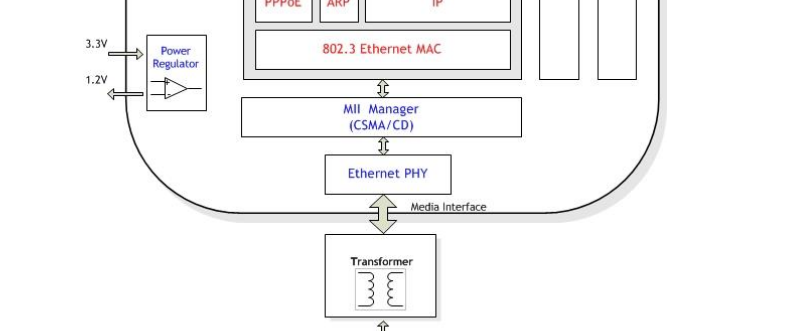 PPPoE ARP IP
802.3 Ethernet MAC
3.3V
Power
Regulator
1.2V
MII Manager
(CSMA/CD)
Ethernet PHY
Media Interface
Transformer